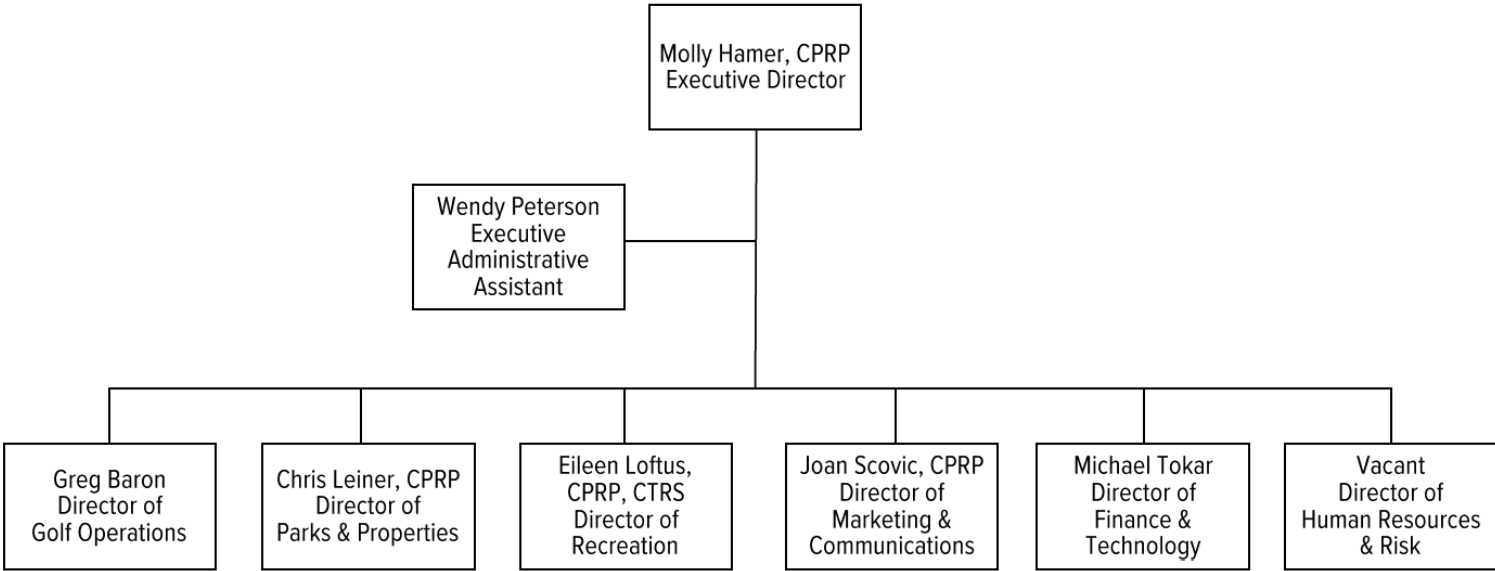 Molly Hamer, CPRP
Executive Director
Wendy Peterson
Executive
Administrative
Assistant
Greg Baron
Director of
Golf Operations
Chris Leiner, CPRP
Director of
Parks & Properties
Eileen Loftus,
CPRP, CTRS
Director of
Recreation
Joan Scovic, CPRP
Director of
Marketing &
Communications
Michael Tokar
Director of
Finance &
Technology
Vacant
Director of
Human Resources
& Risk